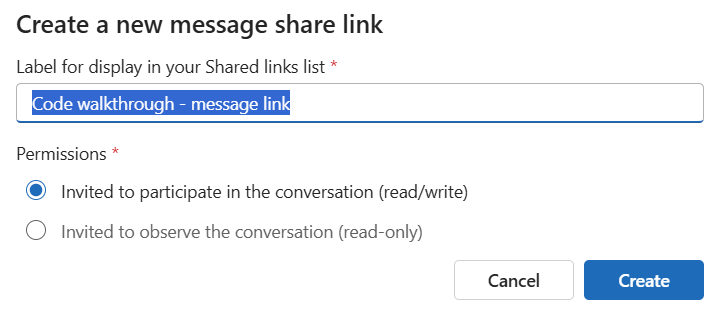 Create a new message share link
Label for display in your Shared links list *
Code walkthrough - message link
Permissions *
Invited to participate in the conversation (read/write)
Invited to observe the conversation (read-only)
Cancel Create